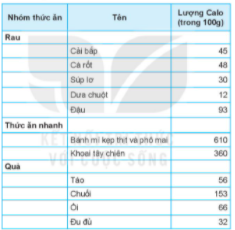 Nhóm thức ăn Tên Lượng Calo (trong 100g)
Rau
Cải bắp 45
Cà rốt 48
Súp lơ 30
Dưa chuột 12
Đậu 93
Thức ăn nhanh
Bánh mì kẹp thịt và phô mai 610
Khoai tây chiên 360
Quả
Táo 56
Chuối 153
Ổi 66
Đu đủ 32